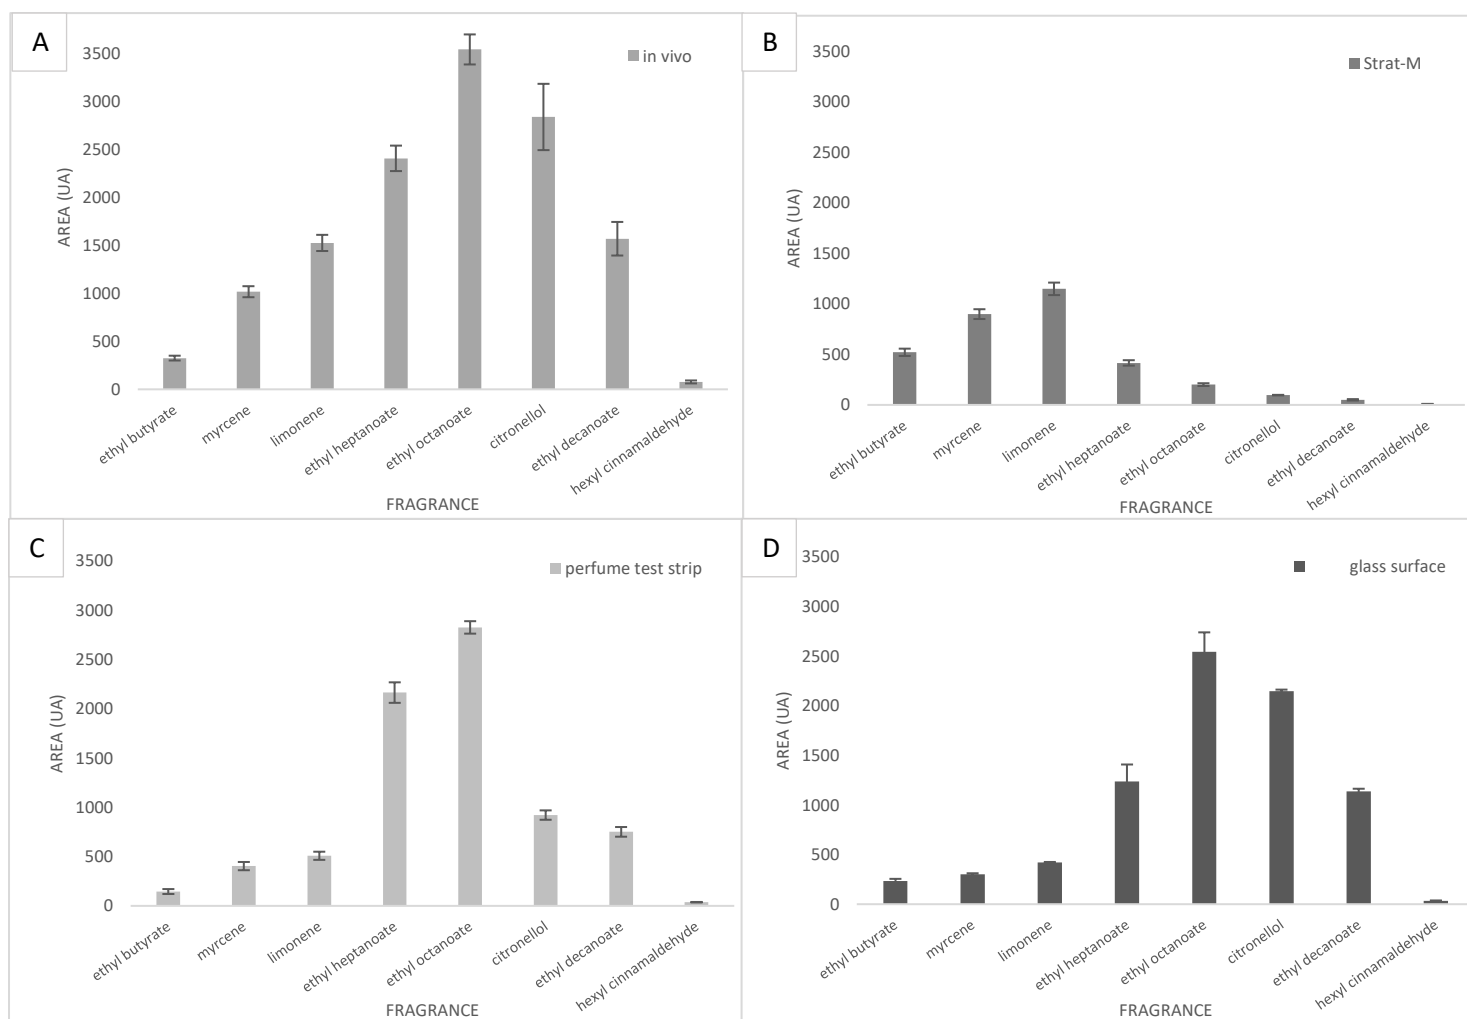 A
in vivo
3500
3000
2500
2000
1500
1000
500
0
AREA (UA)
ethyl butyrate
myrcene
limonene
ethyl heptanoate
ethyl octanoate
citronellol
ethyl decanoate
hexyl cinnamaldehyde
FRAGRANCE
B
Strat-M
3500
3000
2500
2000
1500
1000
500
0
AREA (UA)
ethyl butyrate
myrcene
limonene
ethyl heptanoate
ethyl octanoate
citronellol
ethyl decanoate
hexyl cinnamaldehyde
FRAGRANCE
C
perfume test strip
3500
3000
2500
2000
1500
1000
500
0
AREA (UA)
ethyl butyrate
myrcene
limonene
ethyl heptanoate
ethyl octanoate
citronellol
ethyl decanoate
hexyl cinnamaldehyde
FRAGRANCE
D
glass surface
3500
3000
2500
2000
1500
1000
500
0
AREA (UA)
ethyl butyrate
myrcene
limonene
ethyl heptanoate
ethyl octanoate
citronellol
ethyl decanoate
hexyl cinnamaldehyde
FRAGRANCE